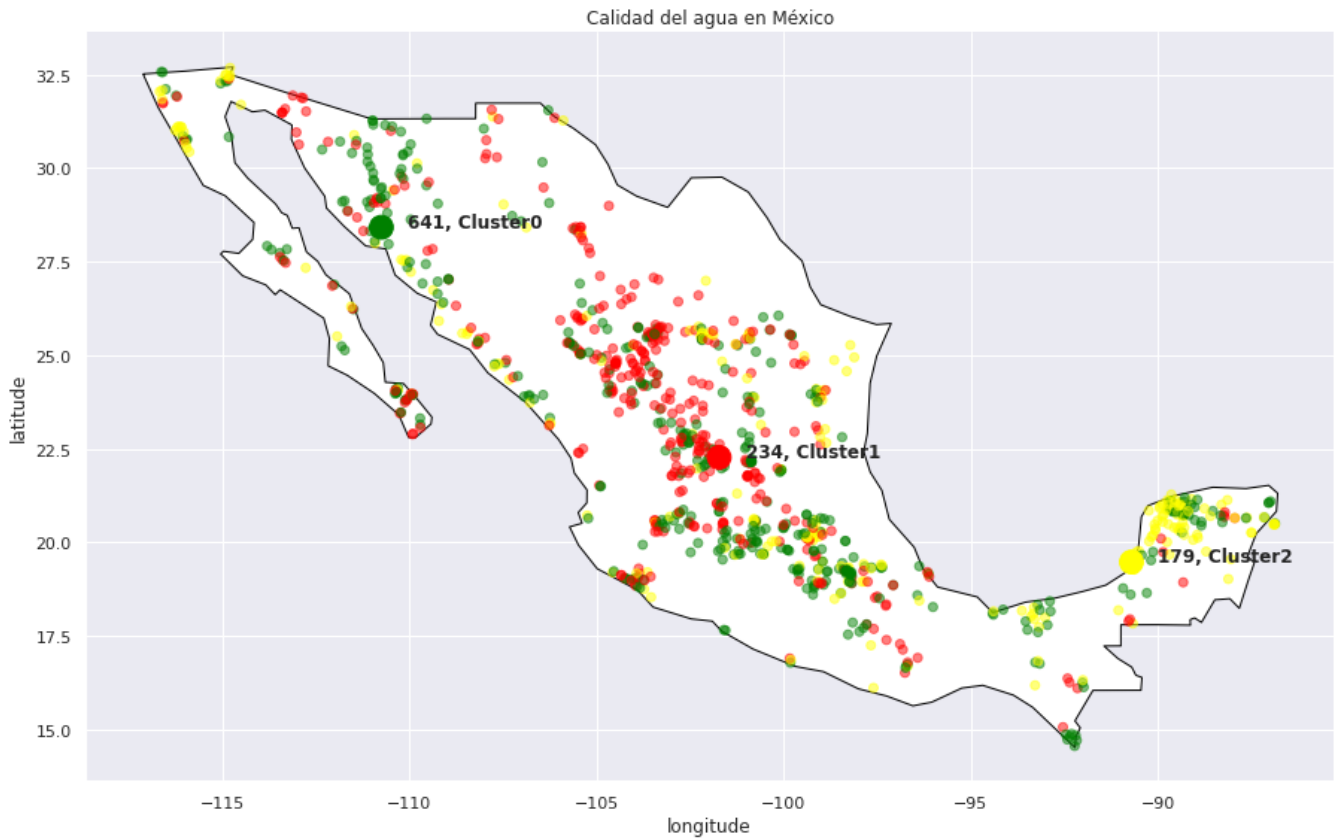 Calidad del agua en México
32.5
30.0
641, Cluster0
27.5
25.0
latitude
22.5
234, Cluster1
20.0
179, Cluster2
17.5
15.0
−115
−110
−105
−100
−95
−90
longitude